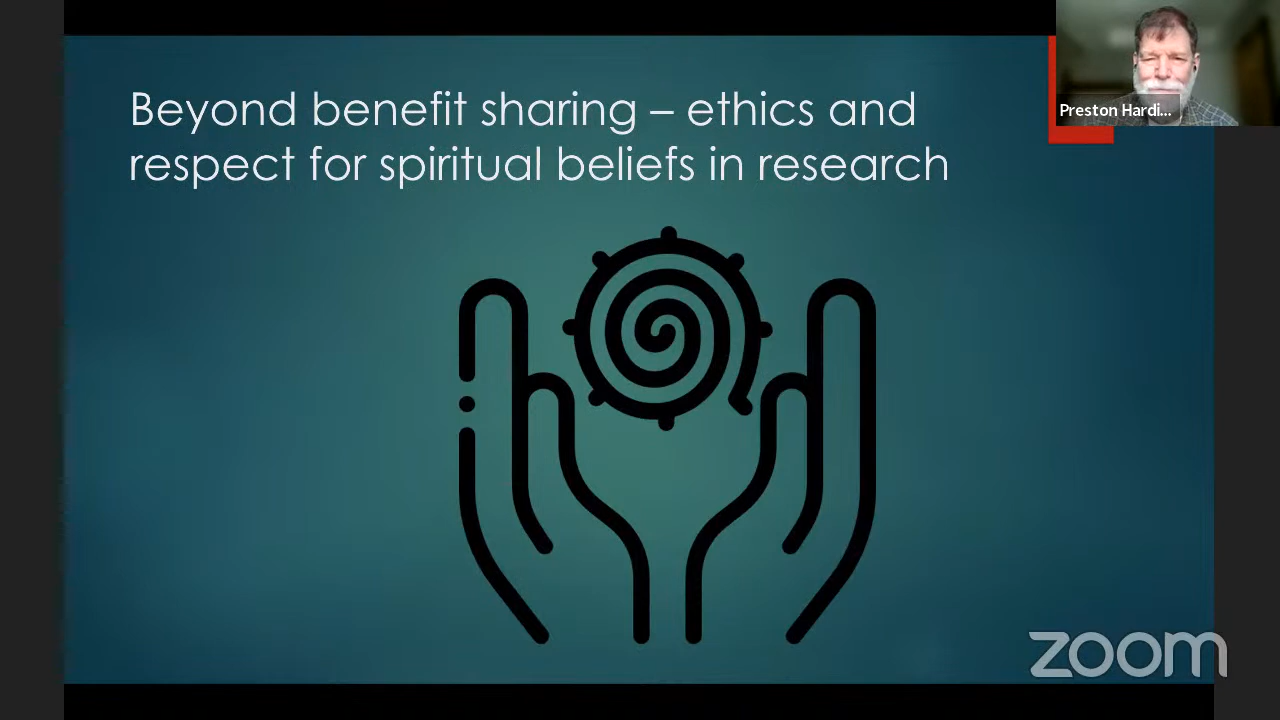 Beyond benefit sharing – ethics and
respect for spiritual beliefs in research
Preston Hardi...
zoom